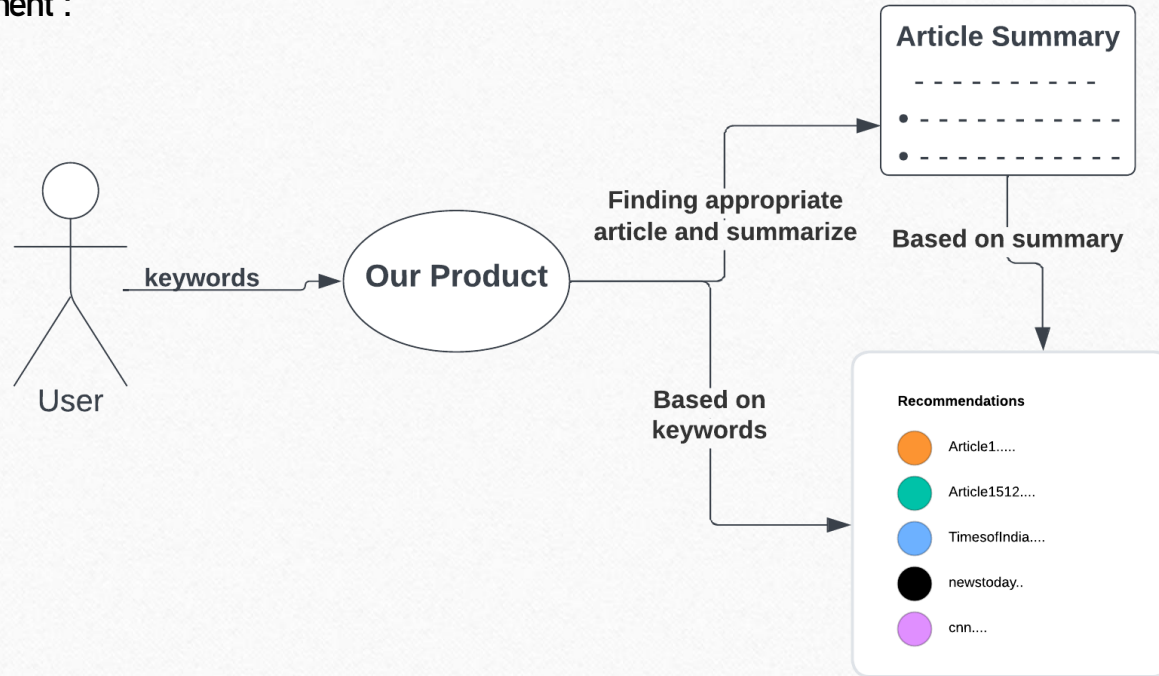 Article Summary
keywords
Our Product
User
Finding appropriate
article and summarize
Based on summary
Based on
keywords
Recommendations
Article1.....
Article1512....
TimesofIndia....
newstoday..
cnn....